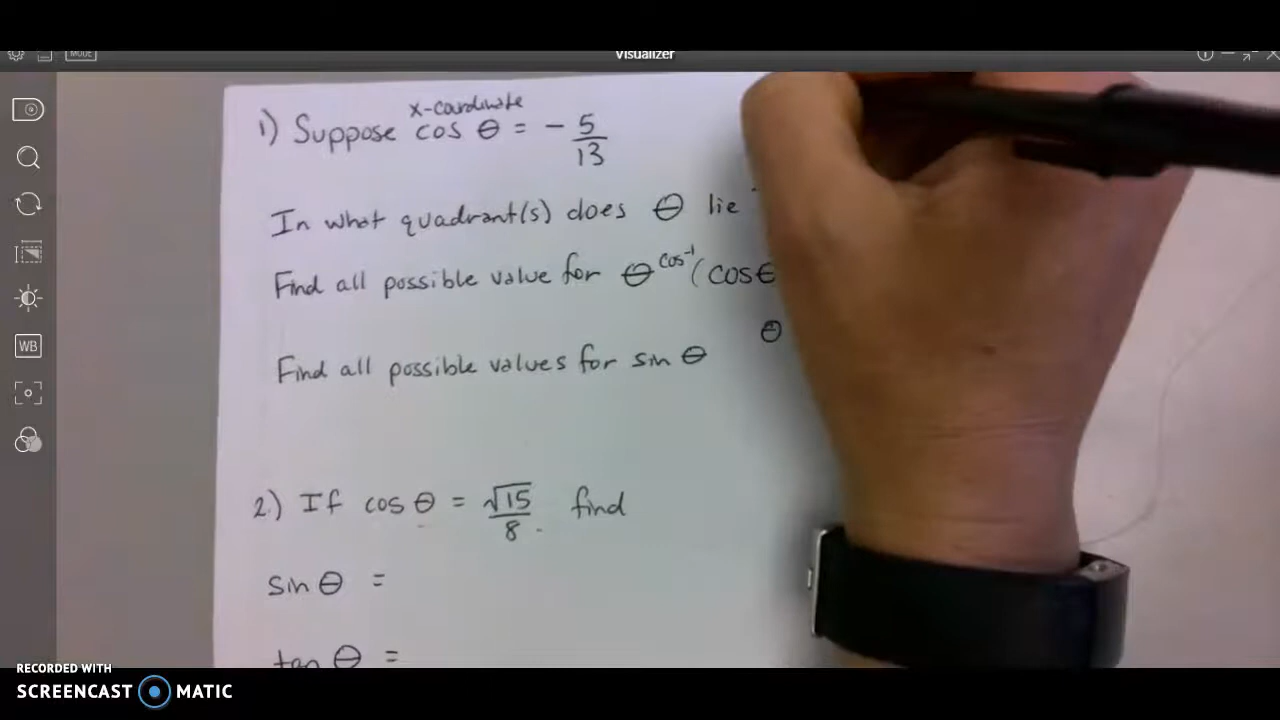 MODE
Visualizer
x-cordinate
1) Suppose cos θ = - 5/13
In what quadrant(s) does θ lie
Find all possible value for θ cos⁻¹(cosθ
θ
Find all possible values for sin θ
2.) If cos θ = √15/8 . find
sin θ =
tan θ =
WB
RECORDED WITH
SCREENCAST MATIC